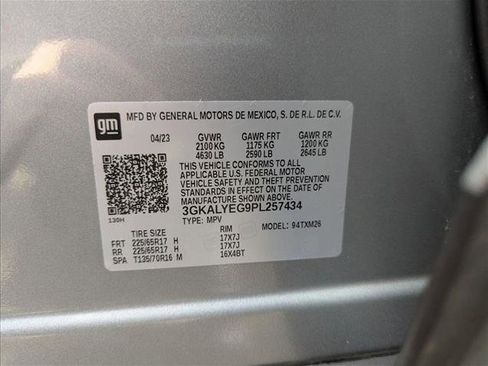 gm
MFD BY GENERAL MOTORS DE MEXICO, S. DE R.L. DE C.V.
04/23 GVWR GAWR FRT GAWR RR
2100 KG 1175 KG 1200 KG
4630 LB 2590 LB 2645 LB
THIS VEHICLE CONFORMS TO ALL
APPLICABLE U.S. FEDERAL MOTOR
VEHICLE SAFETY AND THEFT PREVENTION
STANDARDS IN EFFECT ON THE DATE OF
MANUFACTURE SHOWN ABOVE.
3GKALYEG9PL257434
TYPE: MPV MODEL: 94TXM26
TIRE SIZE RIM
FRT 225/65R17 H 17X7J
RR 225/65R17 H 17X7J
SPA T135/70R16 M 16X4BT